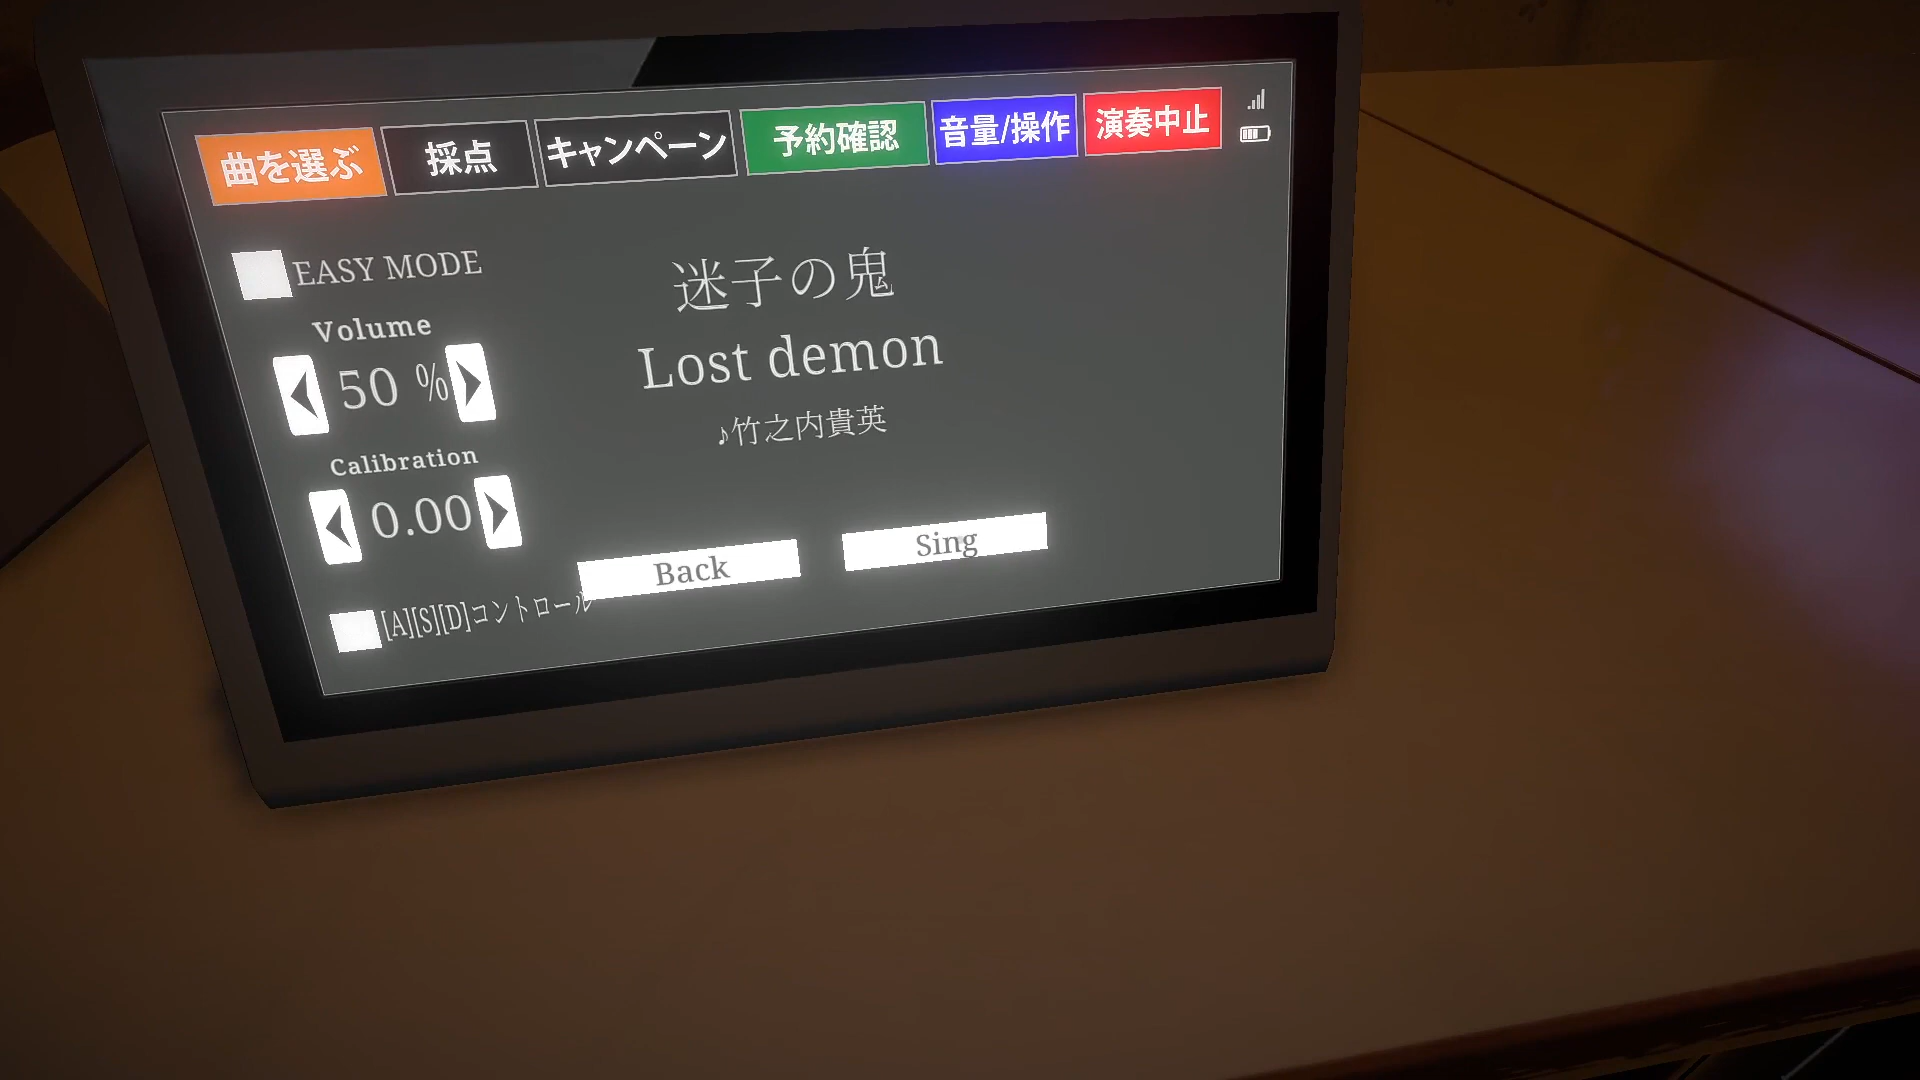 曲を選ぶ 採点 キャンペーン 予約確認 音量/操作 演奏中止
EASY MODE
Volume
50 %
Calibration
0.00
[A][S][D]コントロール
迷子の鬼
Lost demon
♪竹之内貴英
Back
Sing